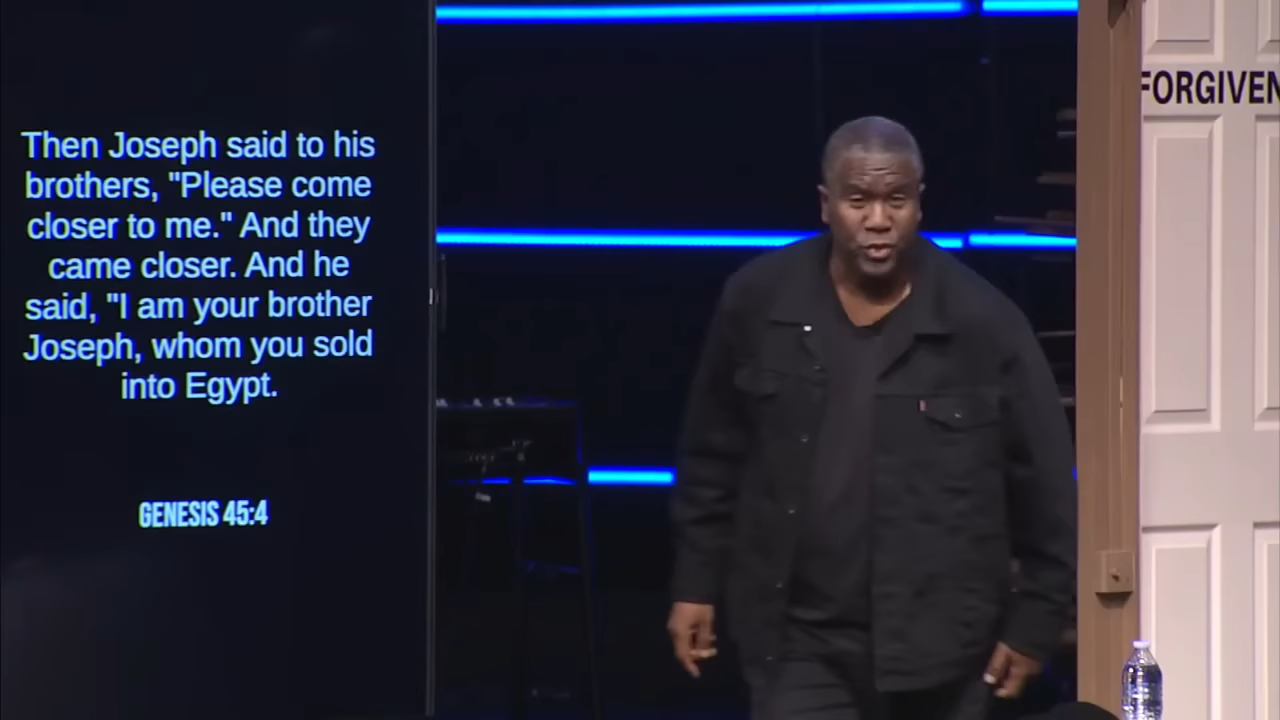 Then Joseph said to his
brothers, "Please come
closer to me." And they
came closer. And he
said, "I am your brother
Joseph, whom you sold
into Egypt.
GENESIS 45:4
FORGIVEN